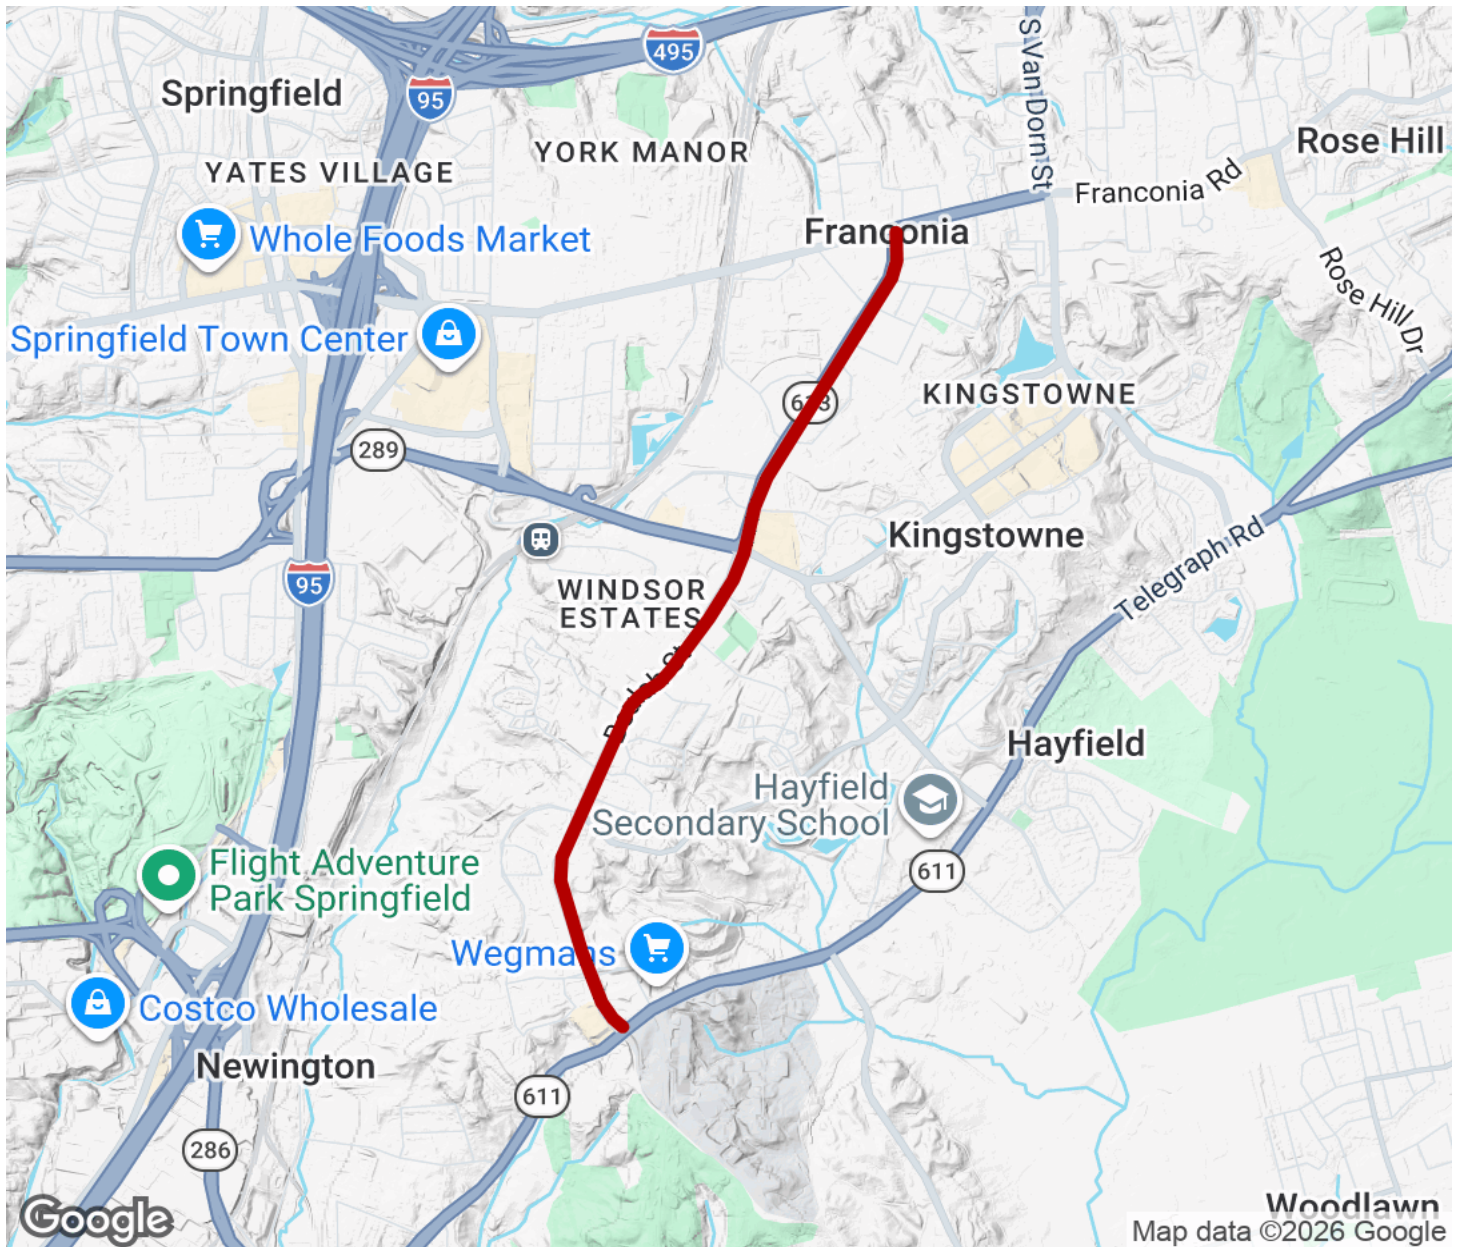 495
95
Springfield
S Van Dorn St
Rose Hill
YORK MANOR
YATES VILLAGE
Franconia Rd
Franconia
Whole Foods Market
Rose Hill Dr
Springfield Town Center
KINGSTOWNE
613
289
Kingstowne
Telegraph Rd
95
WINDSOR
ESTATES
Hayfield
Hayfield
Secondary School
Flight Adventure
Park Springfield
611
Wegmans
Costco Wholesale
Newington
611
286
Woodlawn
Google
Map data ©2026 Google